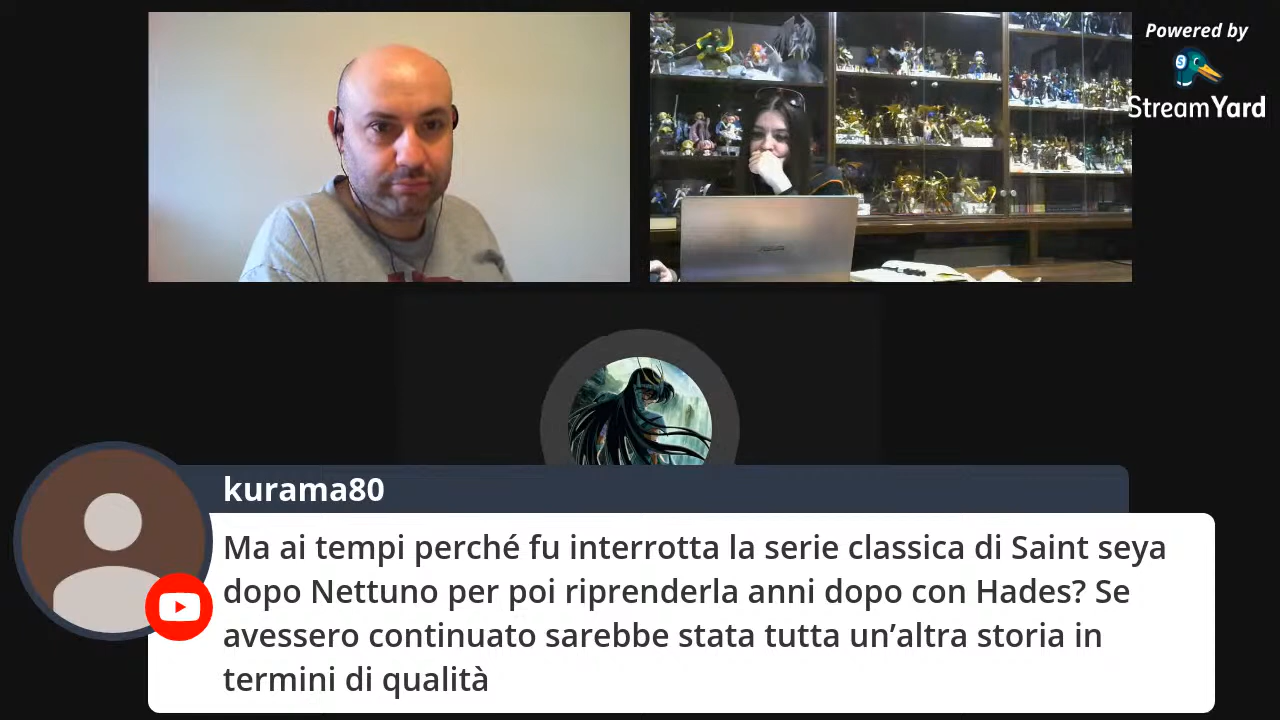 Powered by
StreamYard
kurama80
Ma ai tempi perché fu interrotta la serie classica di Saint seya
dopo Nettuno per poi riprenderla anni dopo con Hades? Se
avessero continuato sarebbe stata tutta un’altra storia in
termini di qualità